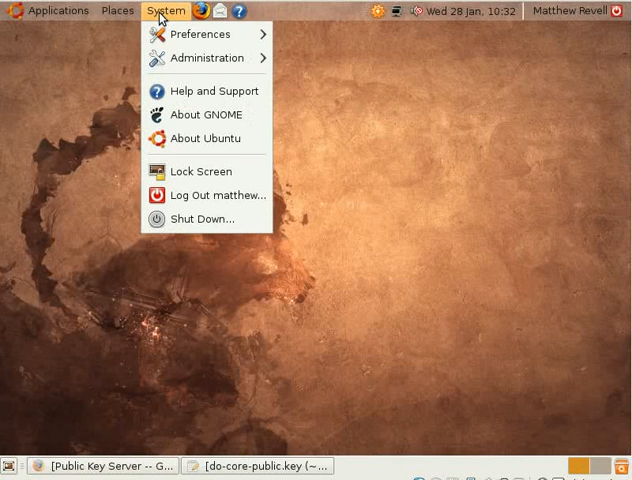 Applications Places System Wed 28 Jan, 10:32 Matthew Revell
Preferences
Administration
Help and Support
About GNOME
About Ubuntu
Lock Screen
Log Out matthew...
Shut Down...
[Public Key Server -- G... [do-core-public.key (~...